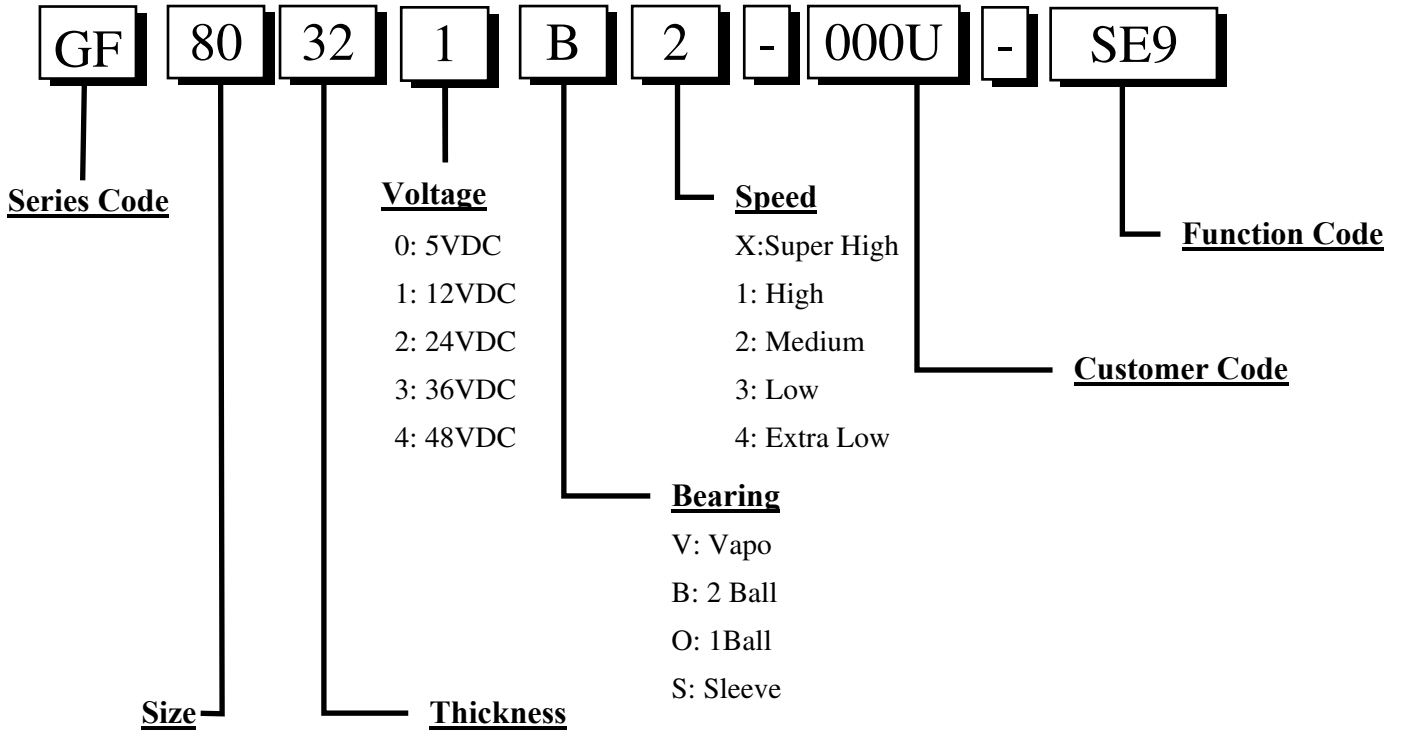 GF 80 32 1 B 2 - 000U - SE9
Series Code
Voltage
0: 5VDC
1: 12VDC
2: 24VDC
3: 36VDC
4: 48VDC
Speed
X:Super High
1: High
2: Medium
3: Low
4: Extra Low
Function Code
Customer Code
Bearing
V: Vapo
B: 2 Ball
O: 1Ball
S: Sleeve
Size
Thickness